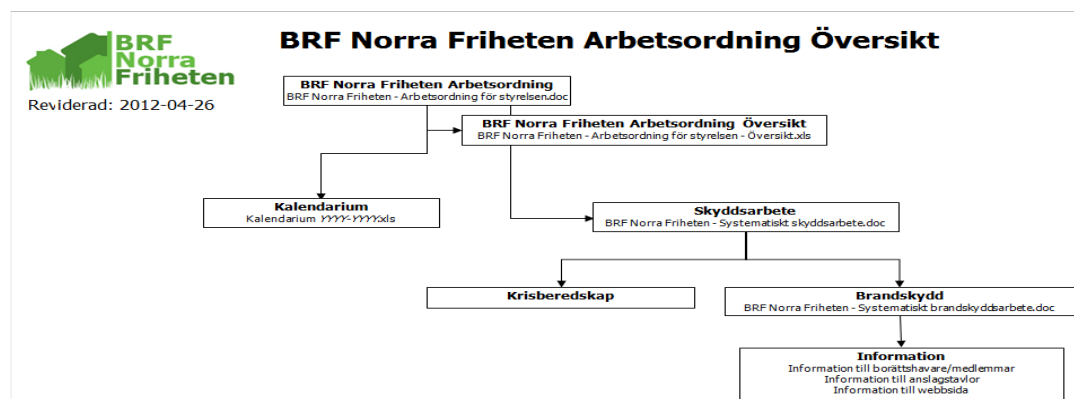 BRF
Norra
Friheten
Reviderad: 2012-04-26
BRF Norra Friheten Arbetsordning Översikt
BRF Norra Friheten Arbetsordning
BRF Norra Friheten - Arbetsordning för styrelsen.doc
BRF Norra Friheten Arbetsordning Översikt
BRF Norra Friheten - Arbetsordning för styrelsen - Översikt.xls
Kalendarium
Kalendarium YYYY-YYYY.xls
Skyddsarbete
BRF Norra Friheten - Systematiskt skyddsarbete.doc
Krisberedskap
Brandskydd
BRF Norra Friheten - Systematiskt brandskyddsarbete.doc
Information
Information till borättshavare/medlemmar
Information till anslagstavlor
Information till webbsida